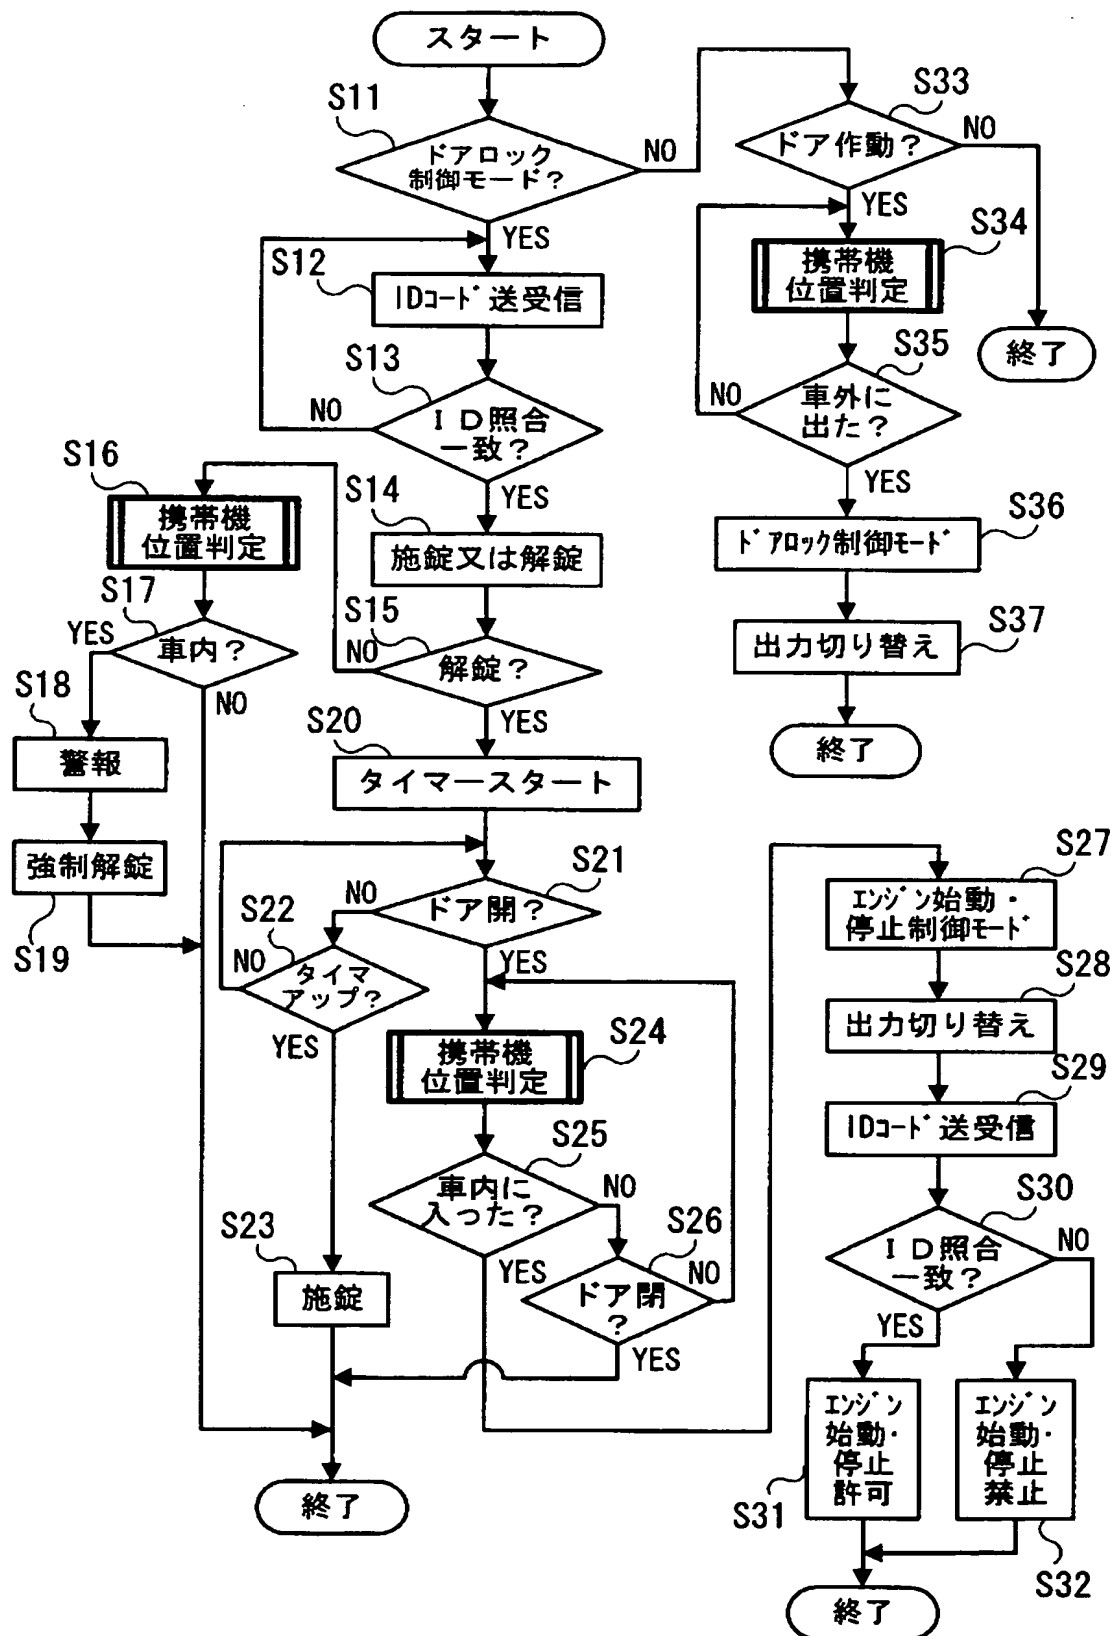 スタート
S11
ドアロック
制御モード?
NO
YES
S12
IDコード送受信
S13
ID照合
一致?
NO
YES
S14
施錠又は解錠
S15
解錠?
NO
YES
S16
携帯機
位置判定
S17
車内?
YES
NO
S18
警報
強制解錠
S19
S20
タイマースタート
S21
ドア開?
NO
YES
S22
タイマ
アップ?
NO
YES
S23
施錠
S24
携帯機
位置判定
S25
車内に
入った?
NO
YES
S26
ドア閉
?
NO
YES
終了
S27
エンジン始動・
停止制御モード
S28
出力切り替え
S29
IDコード送受信
S30
ID照合
一致?
NO
YES
エンジン
始動・
停止
許可
S31
エンジン
始動・
停止
禁止
S32
終了
S33
ドア作動?
NO
YES
終了
S34
携帯機
位置判定
S35
車外に
出た?
NO
YES
S36
ドアロック制御モード
S37
出力切り替え
終了